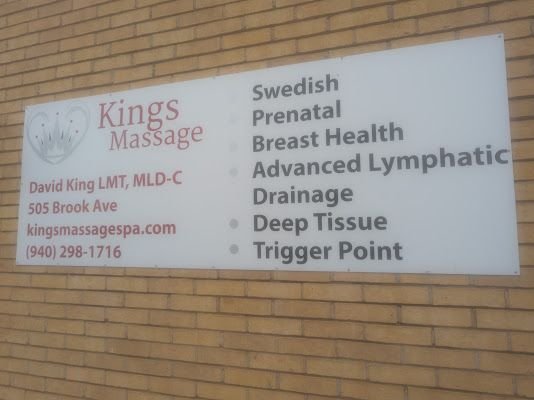 Kings
Massage
David King LMT, MLD-C
505 Brook Ave
kingsmassagespa.com
(940) 298-1716
Swedish
Prenatal
Breast Health
Advanced Lymphatic
Drainage
Deep Tissue
Trigger Point